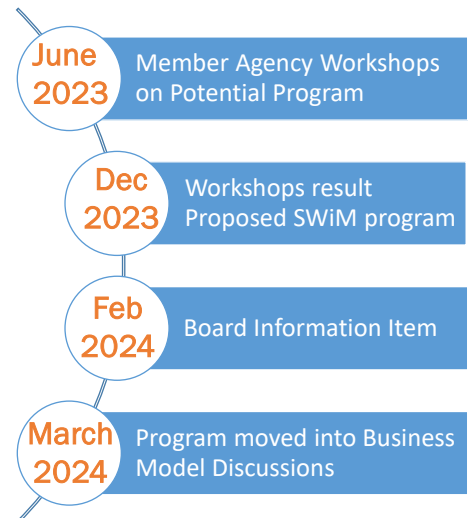 June
2023
Member Agency Workshops
on Potential Program
Dec
2023
Workshops result
Proposed SWiM program
Feb
2024
Board Information Item
March
2024
Program moved into Business
Model Discussions